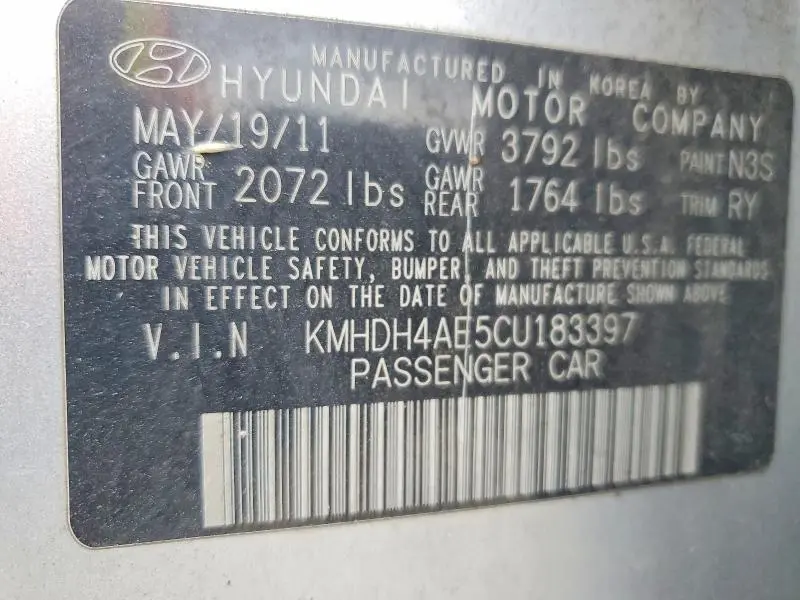 MANUFACTURED IN KOREA BY
HYUNDAI MOTOR COMPANY
MAY/19/11 GVWR 3792 lbs PAINT N3S
GAWR FRONT 2072 lbs GAWR REAR 1764 lbs TRIM RY
THIS VEHICLE CONFORMS TO ALL APPLICABLE U.S.A. FEDERAL
MOTOR VEHICLE SAFETY, BUMPER, AND THEFT PREVENTION STANDARDS
IN EFFECT ON THE DATE OF MANUFACTURE SHOWN ABOVE
V.I.N KMHDH4AE5CU183397
PASSENGER CAR